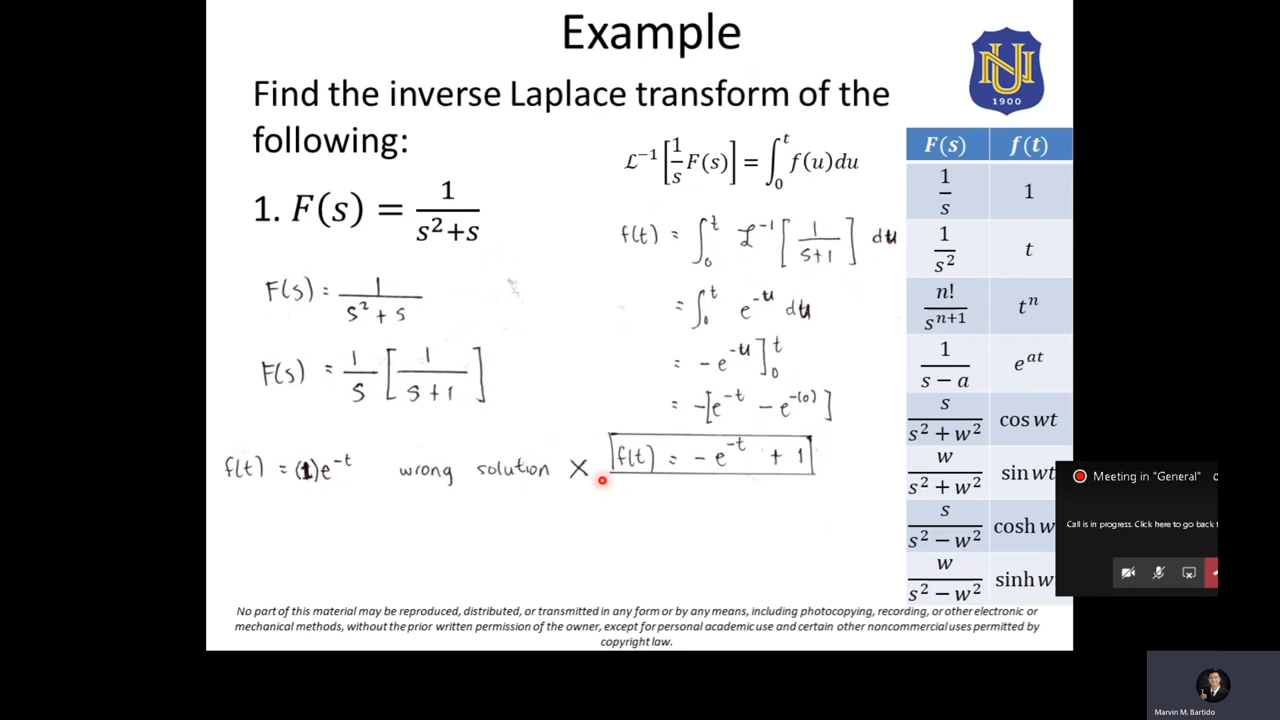 Example
Find the inverse Laplace transform of the
following:
1. F(s) = 1/(s²+s)
F(s) = 1/(s² + s)
F(s) = 1/s [1/(s+1)]
f(t) = (1)e^(-t) wrong solution ×
ℒ⁻¹[1/s F(s)] = ∫₀ᵗ f(u)du
f(t) = ∫₀ᵗ ℒ⁻¹[1/(s+1)] du
= ∫₀ᵗ e^(-u) du
= -e^(-u)]₀ᵗ
= -[e^(-t) - e^(-(0))]
f(t) = -e^(-t) + 1
NU
1900
F(s) f(t)
1/s 1
1/s² t
n!/s^(n+1) tⁿ
1/(s − a) e^(at)
s/(s² + w²) cos wt
w/(s² + w²) sin wt
s/(s² − w²) cosh w
w/(s² − w²) sinh w
Meeting in "General"
Call is in progress. Click here to go back t
No part of this material may be reproduced, distributed, or transmitted in any form or by any means, including photocopying, recording, or other electronic or
mechanical methods, without the prior written permission of the owner, except for personal academic use and certain other noncommercial uses permitted by
copyright law.
Marvin M. Bartido